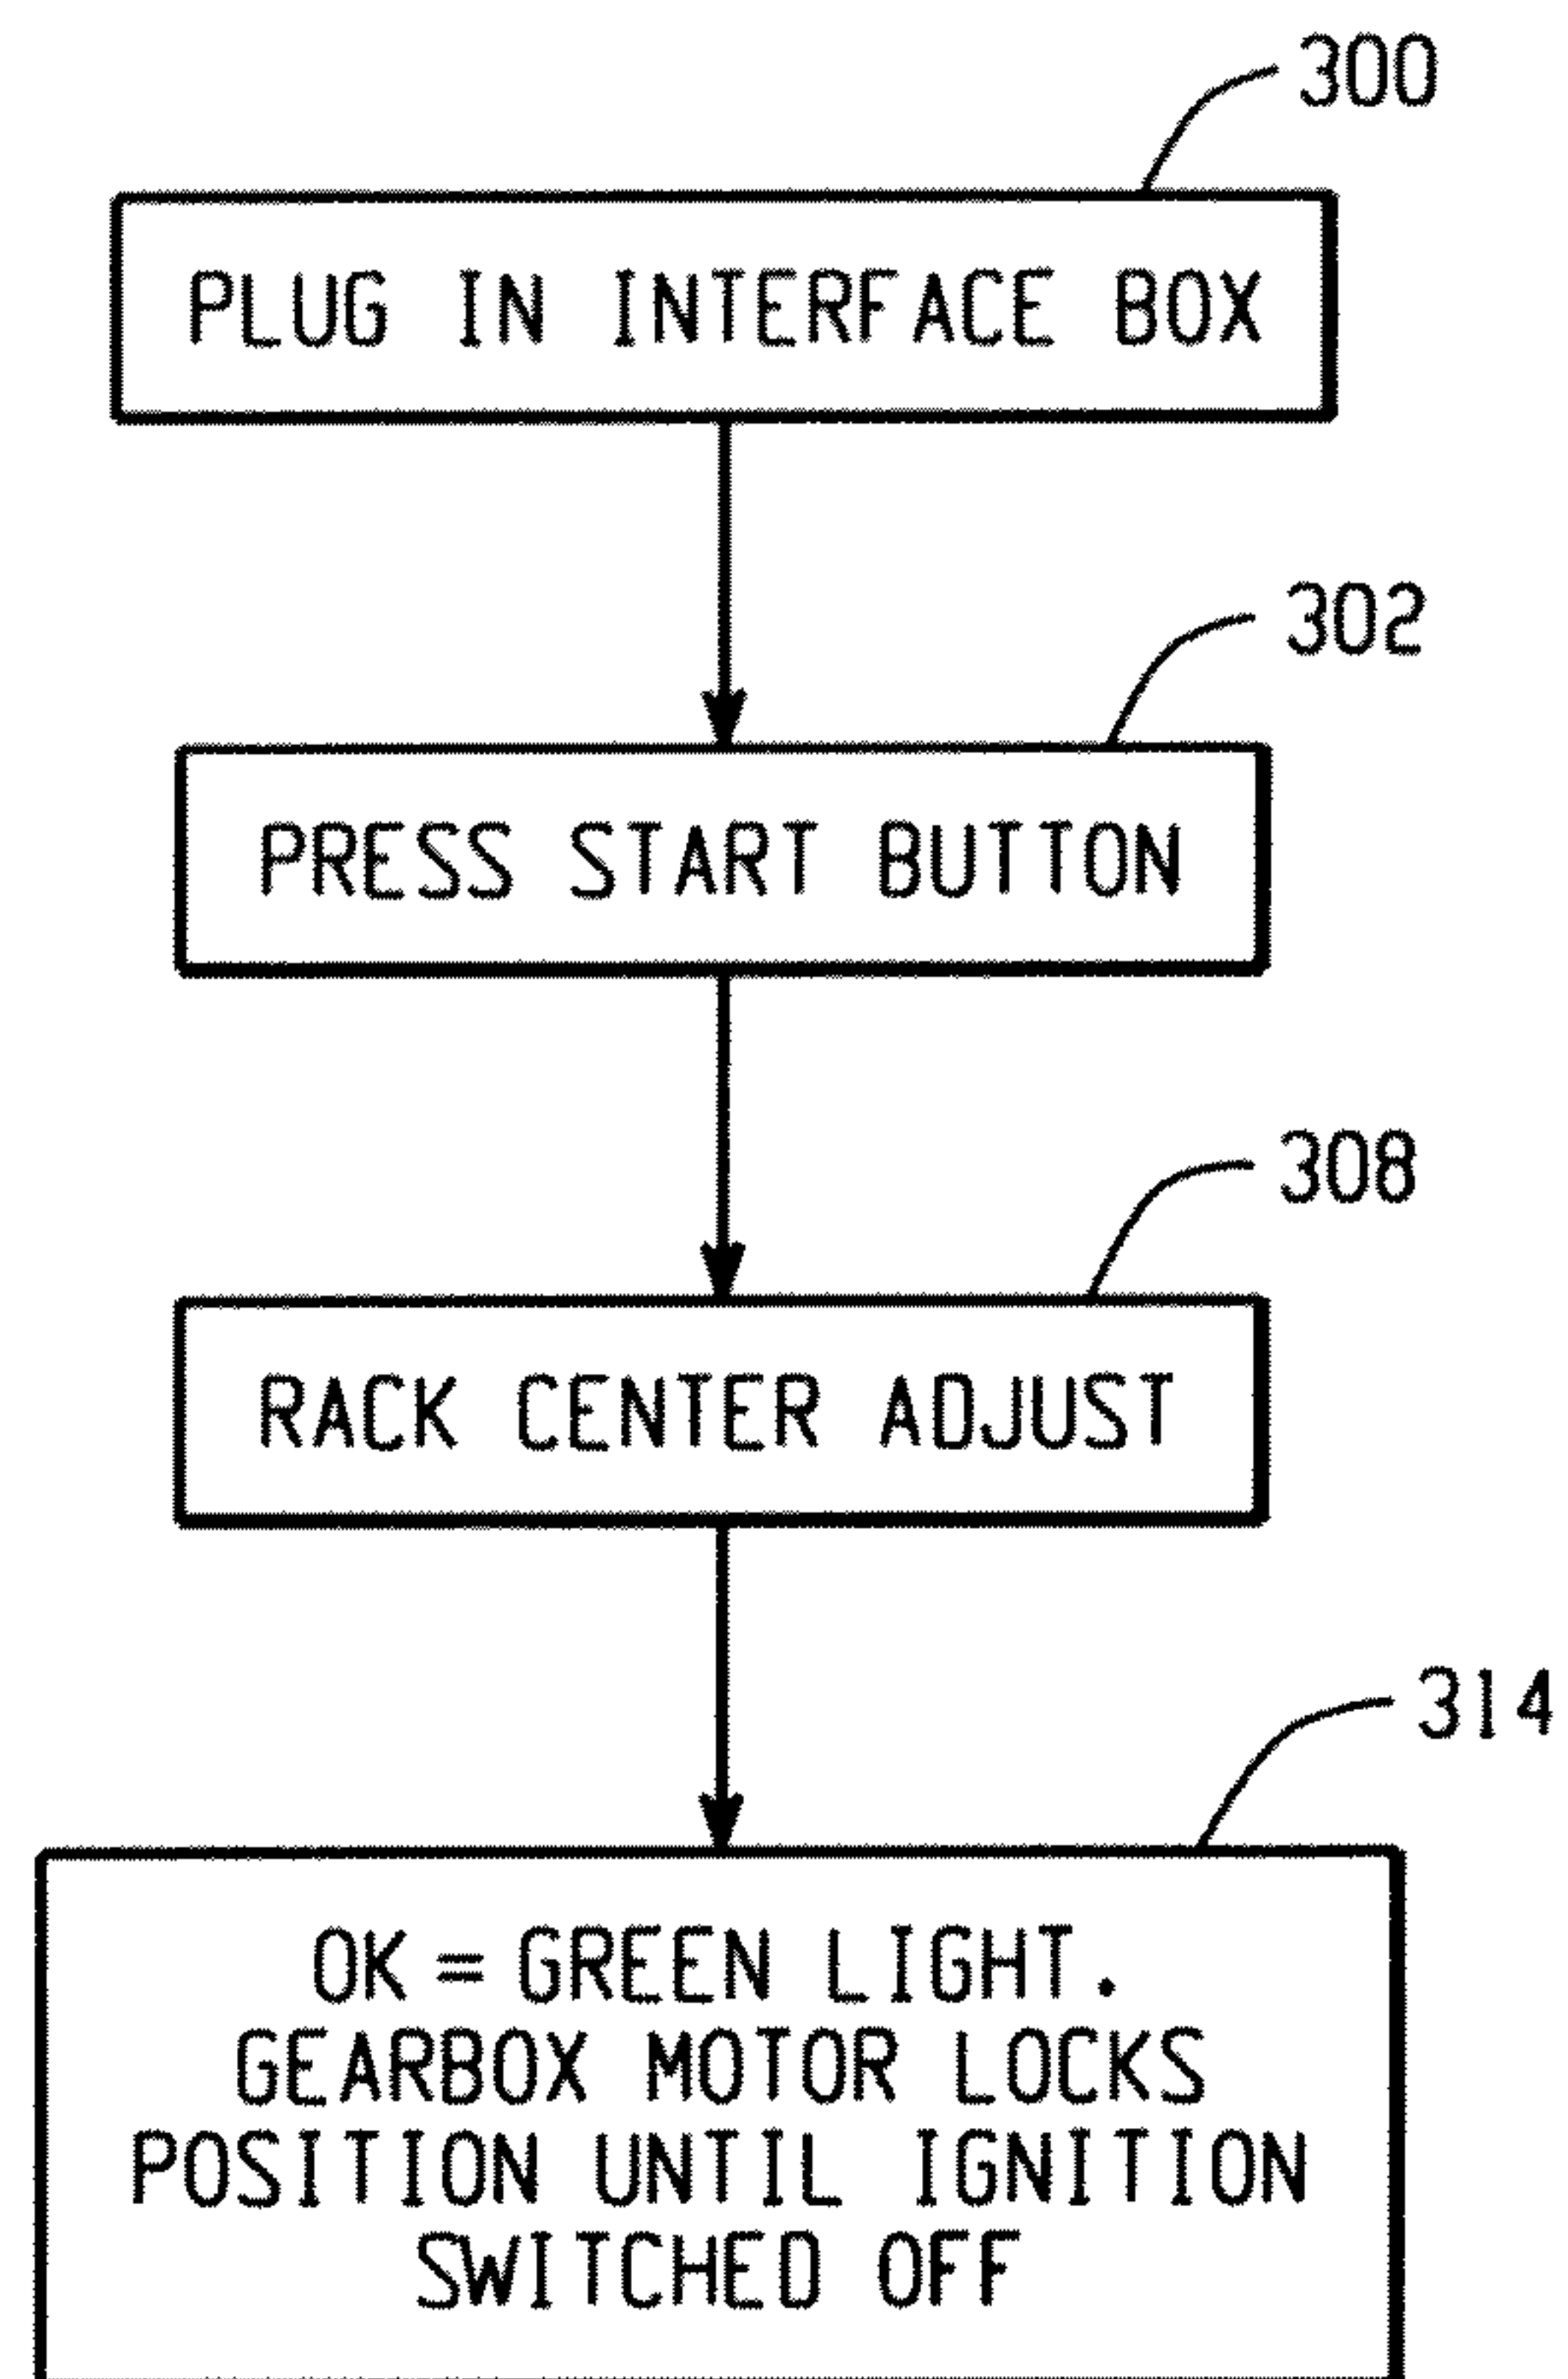 300
PLUG IN INTERFACE BOX
302
PRESS START BUTTON
308
RACK CENTER ADJUST
314
OK = GREEN LIGHT.
GEARBOX MOTOR LOCKS
POSITION UNTIL IGNITION
SWITCHED OFF